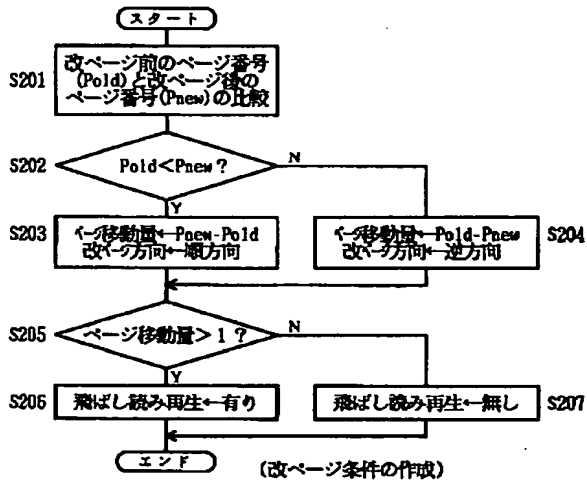 スタート
S201
改ページ前のページ番号
(Pold)と改ページ後の
ページ番号(Pnew)の比較
S202
Pold<Pnew?
N
Y
S203
ページ移動量←Pnew-Pold
改ページ方向←順方向
ページ移動量←Pold-Pnew
改ページ方向←逆方向
S204
S205
ページ移動量>1?
N
Y
S206
飛ばし読み再生←有り
飛ばし読み再生←無し
S207
エンド
(改ページ条件の作成)